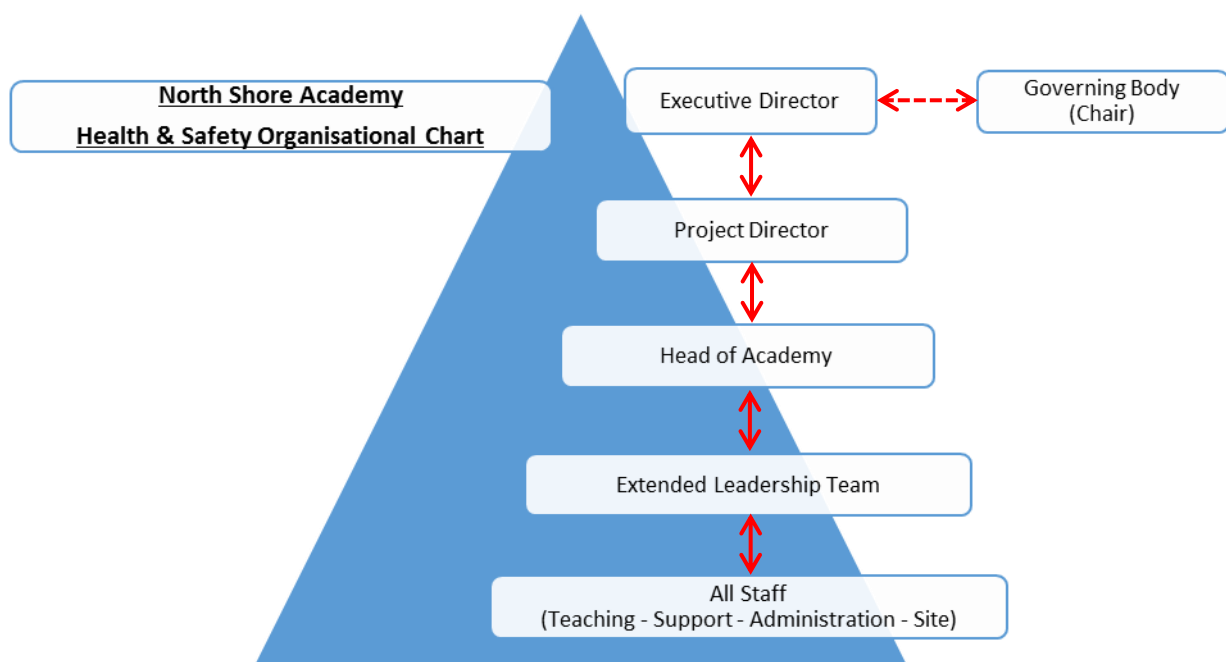 North Shore Academy
Health & Safety Organisational Chart
Executive Director
Governing Body
(Chair)
Project Director
Head of Academy
Extended Leadership Team
All Staff
(Teaching - Support - Administration - Site)